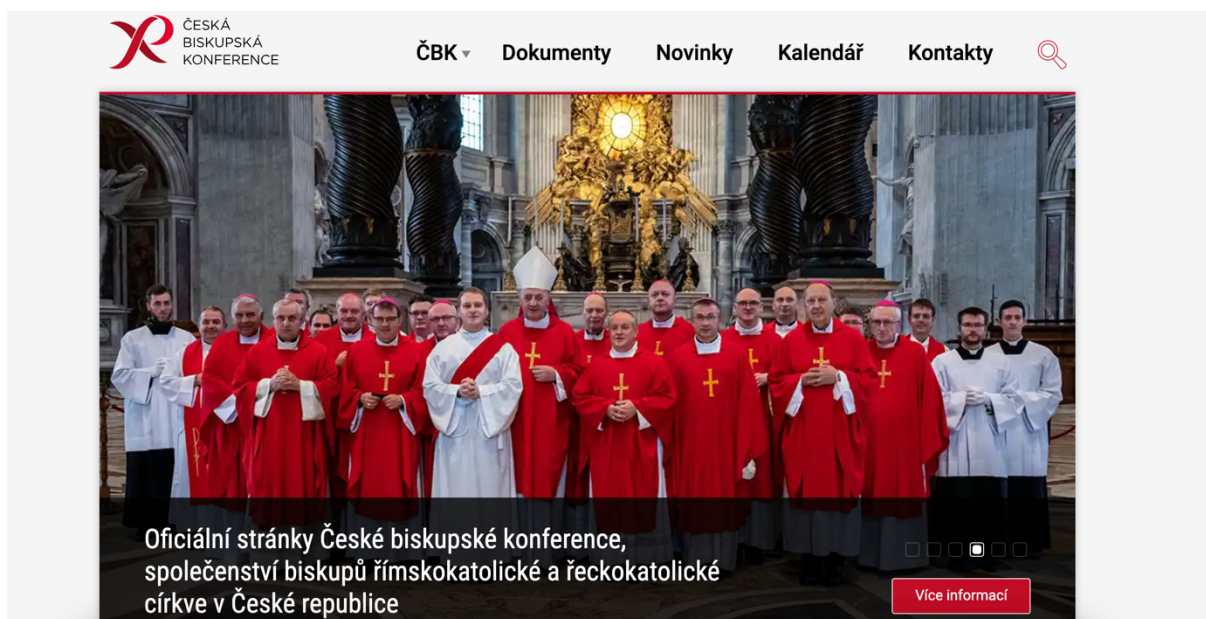 ČESKÁ
BISKUPSKÁ
KONFERENCE
ČBK Dokumenty Novinky Kalendář Kontakty
Oficiální stránky České biskupské konference,
společenství biskupů římskokatolické a řeckokatolické
církve v České republice
Více informací